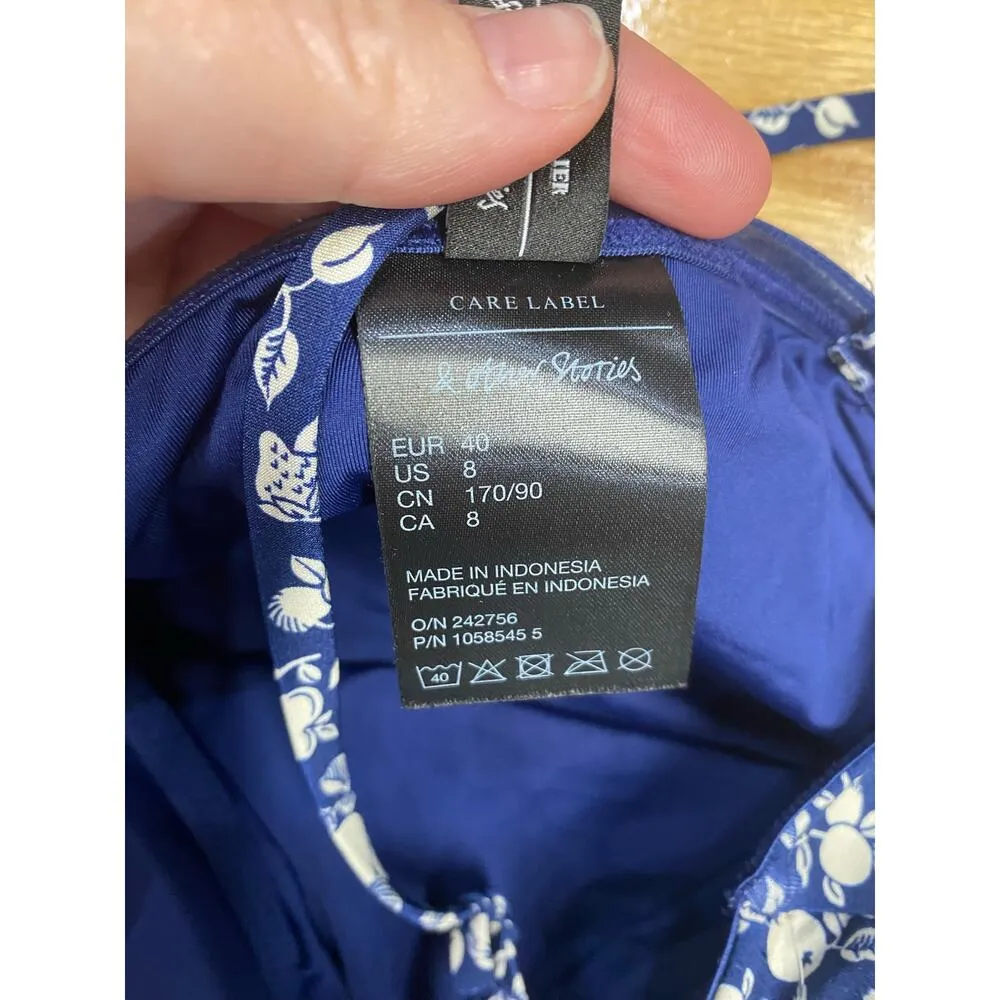 CARE LABEL
& other Stories
EUR 40
US 8
CN 170/90
CA 8
MADE IN INDONESIA
FABRIQUÉ EN INDONESIA
O/N 242756
P/N 1058545 5
40